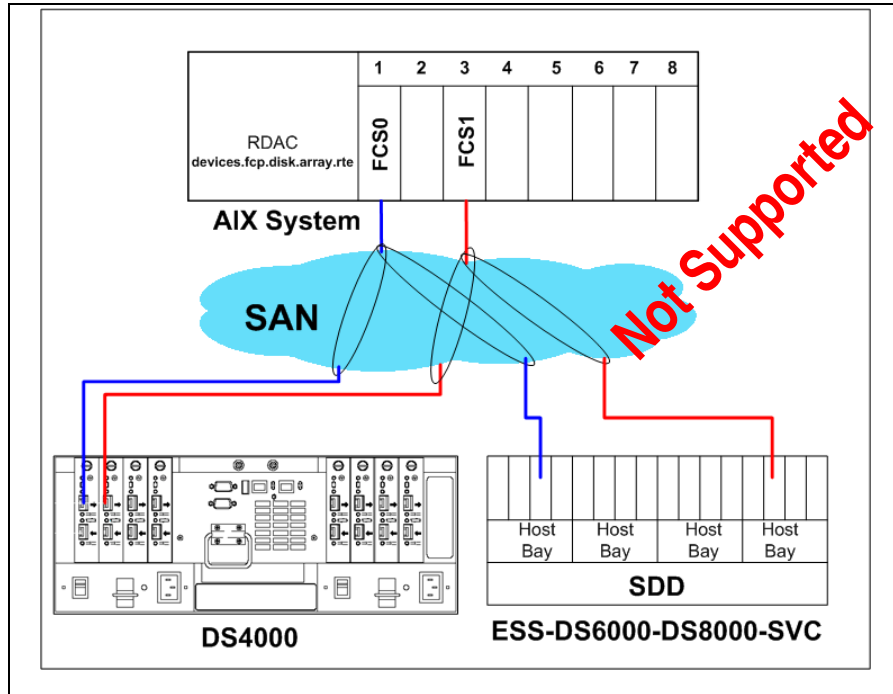 1 2 3 4 5 6 7 8
RDAC
devices.fcp.disk.array.rte
FCS0
FCS1
AIX System
Not Supported
SAN
Host Bay
Host Bay
Host Bay
Host Bay
SDD
DS4000
ESS-DS6000-DS8000-SVC